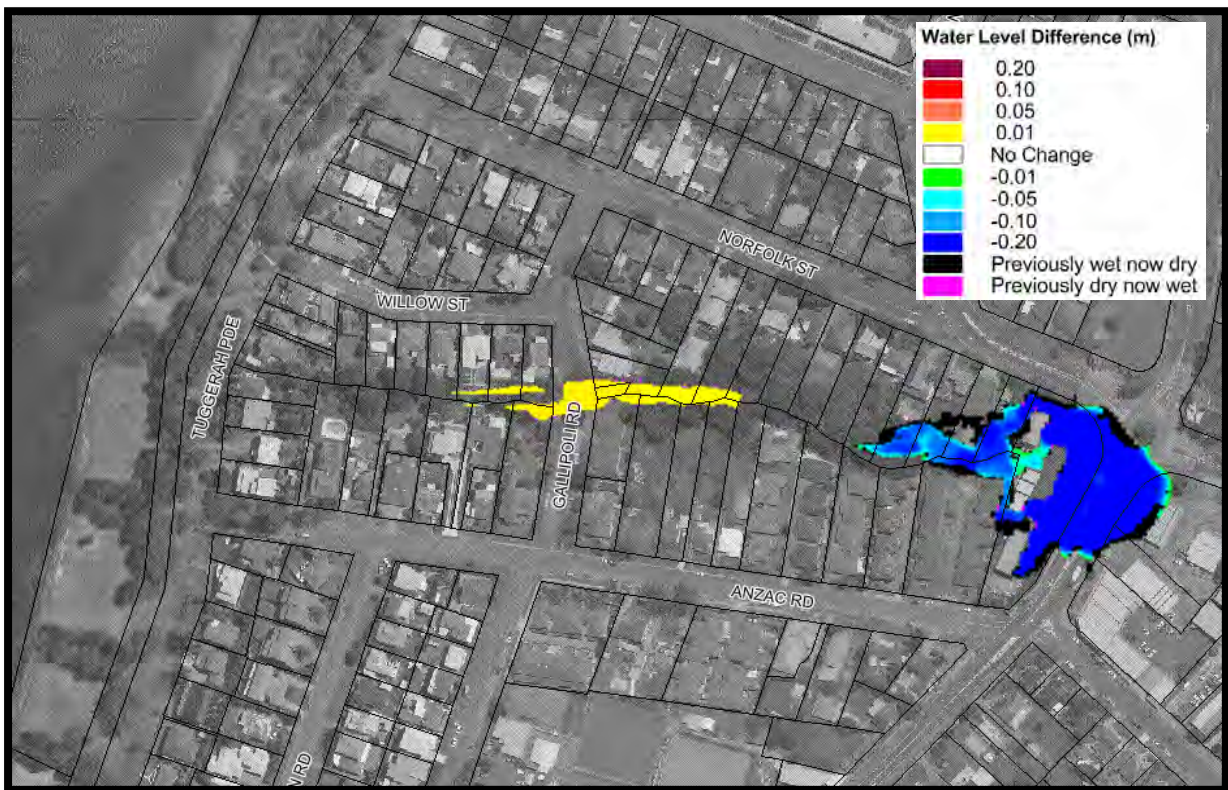 Water Level Difference (m)
0.20
0.10
0.05
0.01
No Change
-0.01
-0.05
-0.10
-0.20
Previously wet now dry
Previously dry now wet
NORFOLK ST
WILLOW ST
TUGGERAH PDE
GALLIPOLI RD
ANZAC RD
N RD